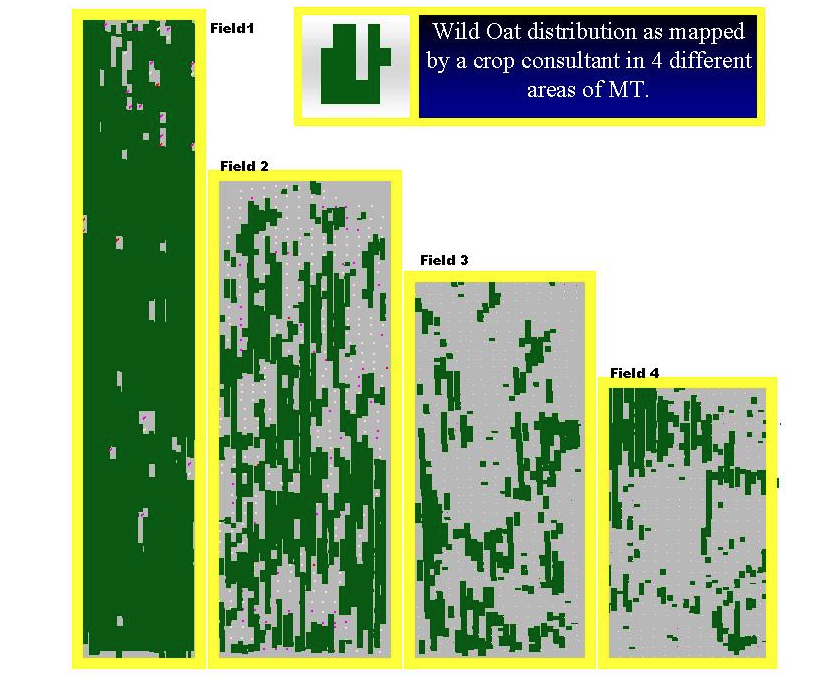 Field1
Wild Oat distribution as mapped
by a crop consultant in 4 different
areas of MT.
Field 2
Field 3
Field 4